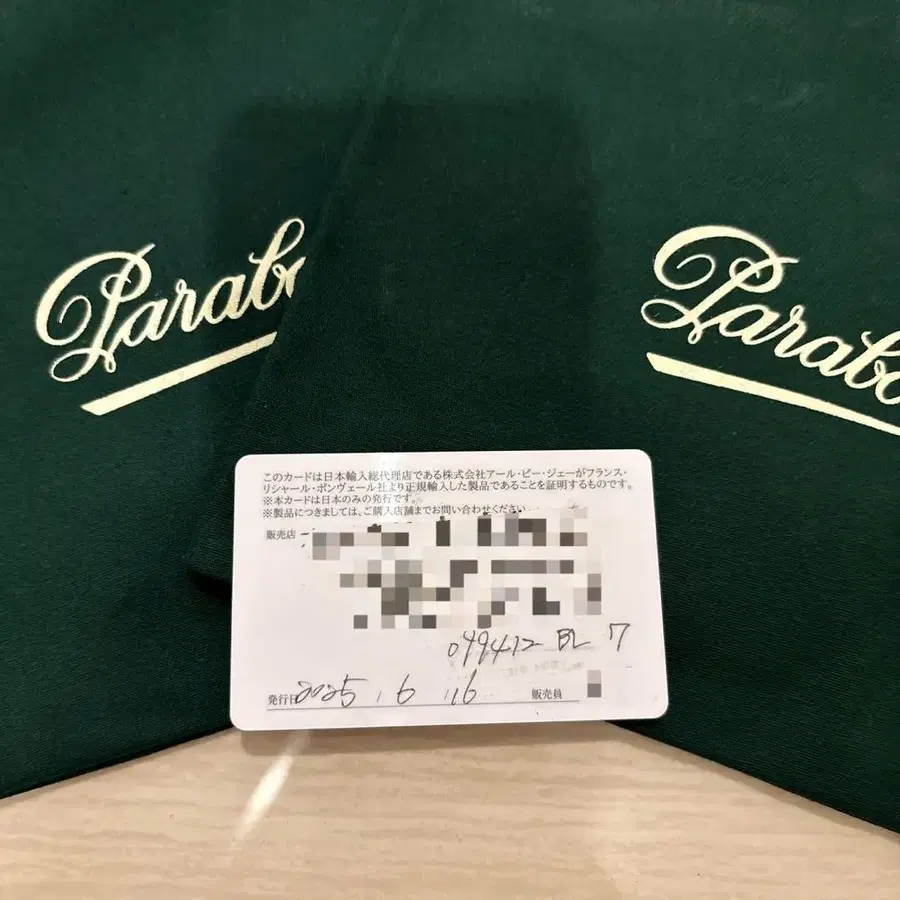 Parabo
Parabo
このカードは日本輸入総代理店である株式会社アール・ピー・ジェーがフランス・
リシャール・ポンヴェール社より正規輸入した製品であることを証明するものです。
※本カードは日本のみの発行です。
※製品につきましては、ご購入店舗までお問い合わせください。
販売店
099412 BL 7
発行日 2025.6.16 販売員